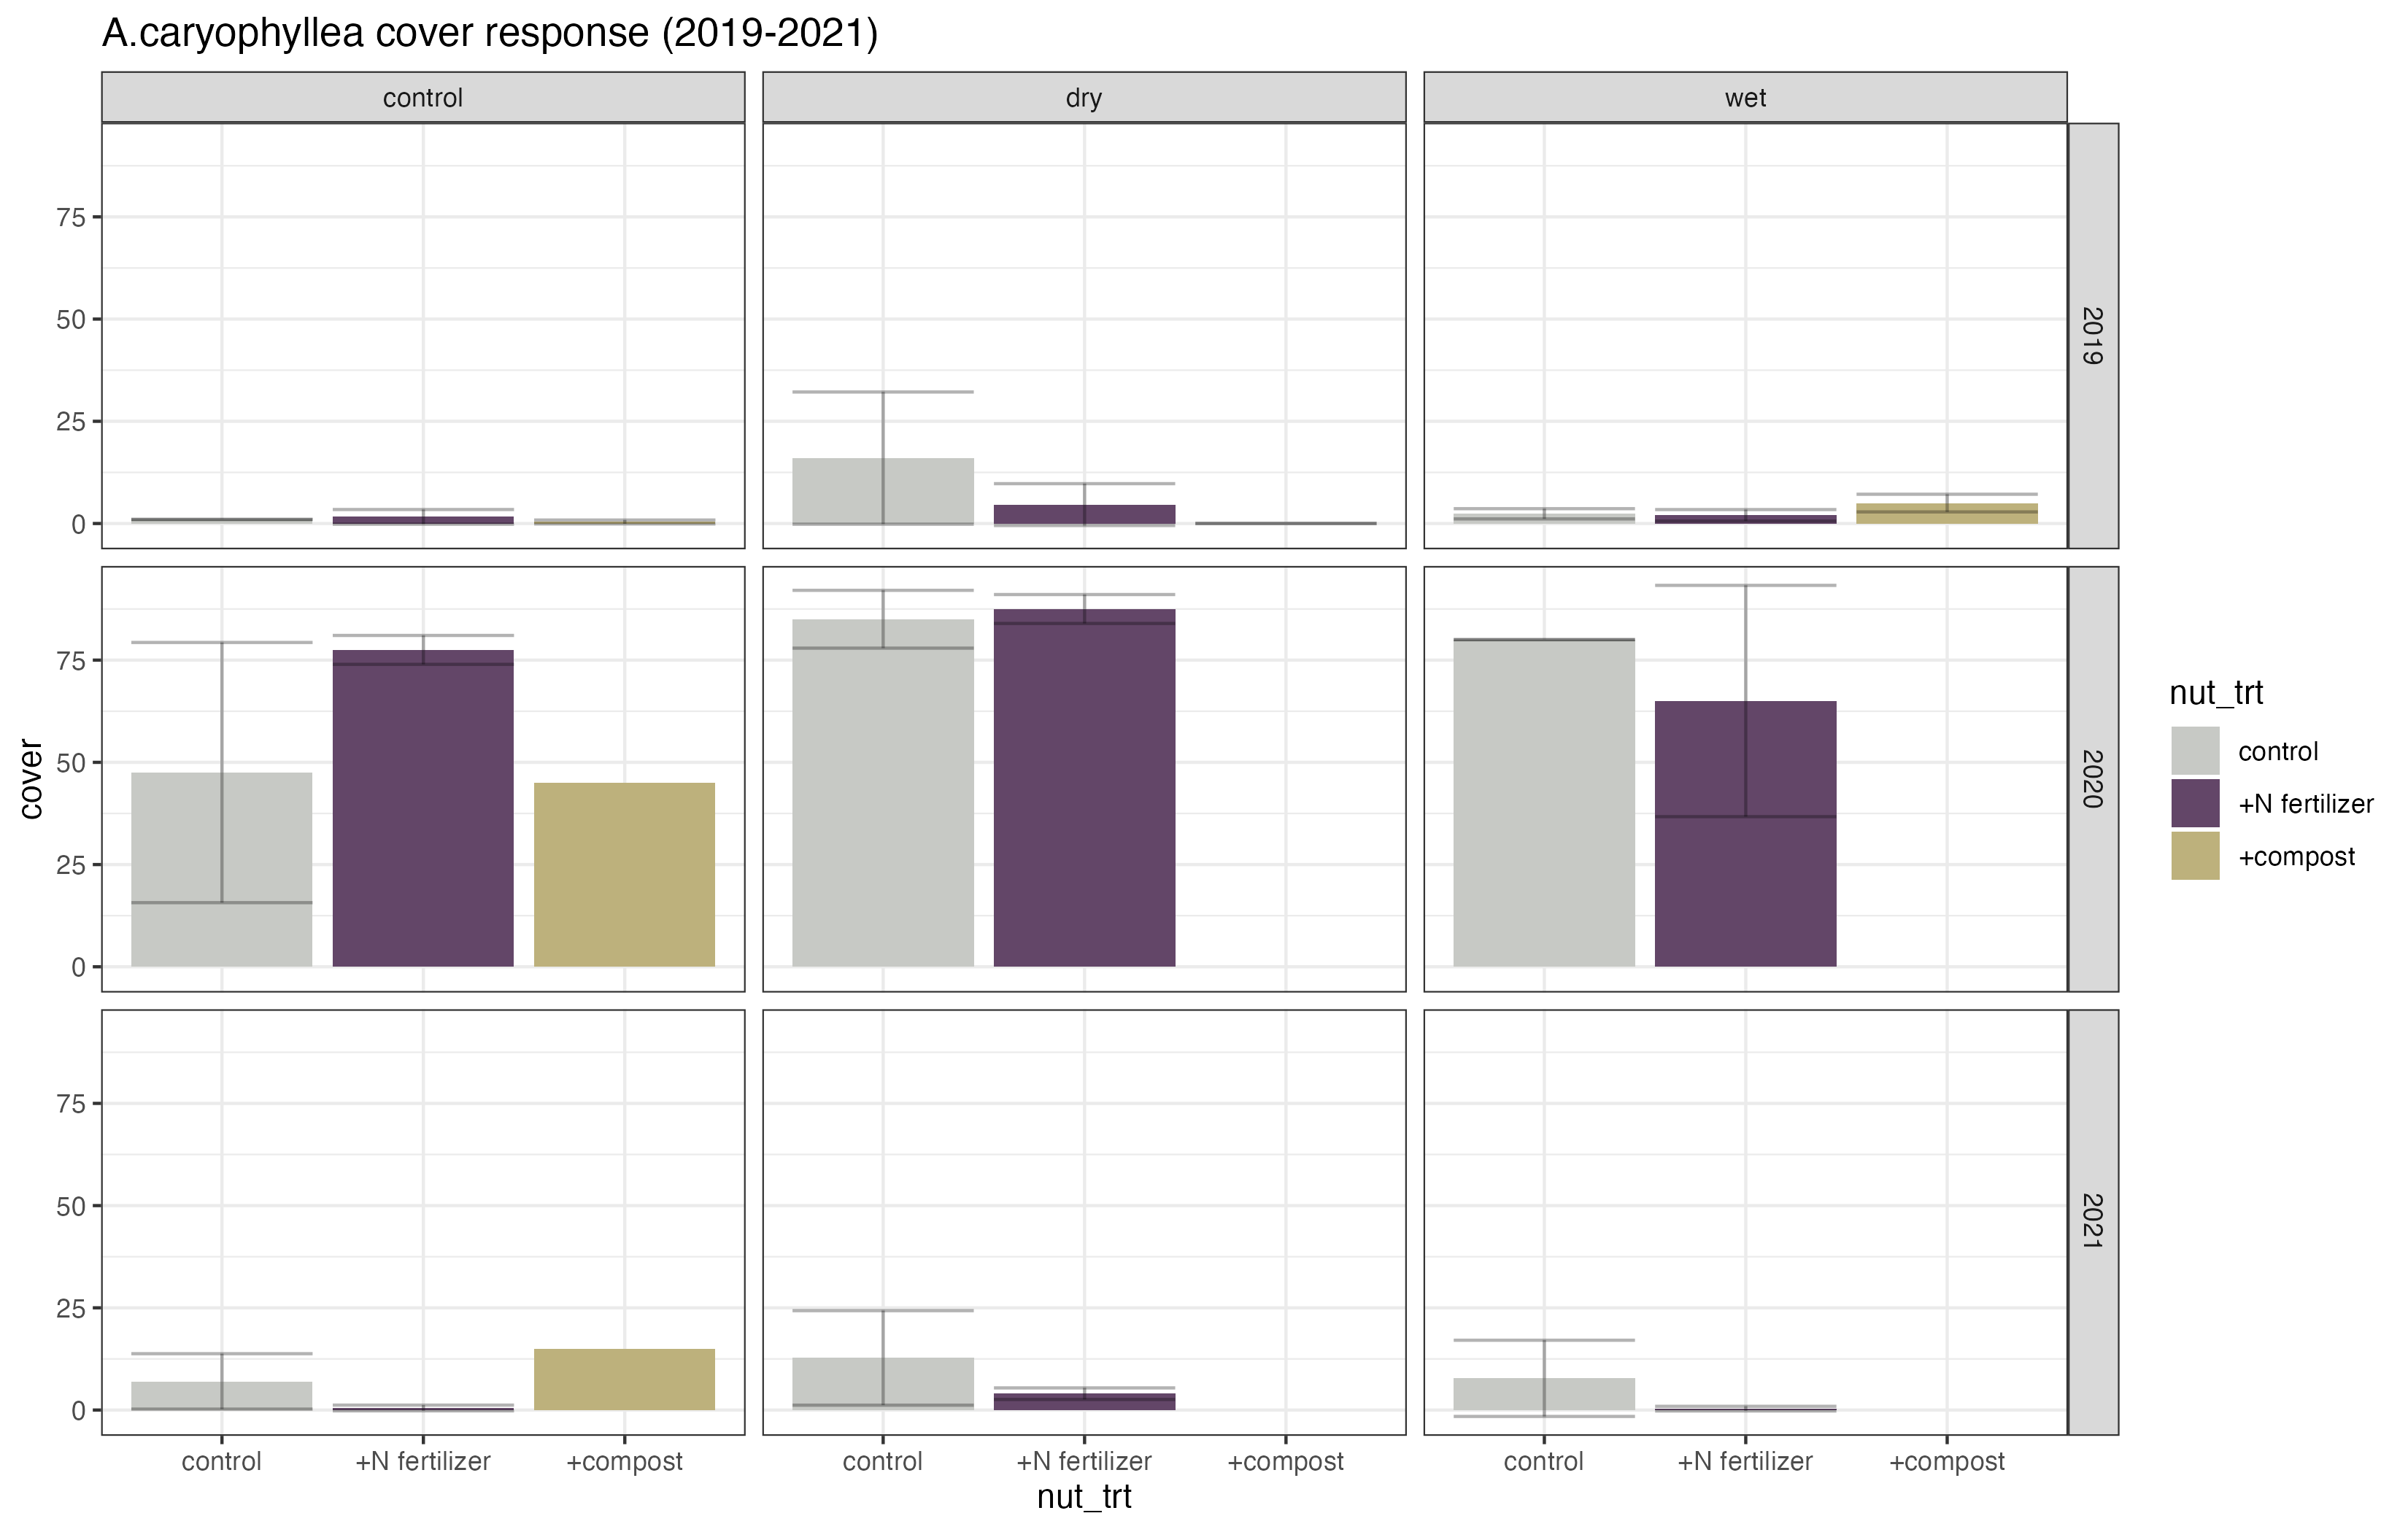 A.caryophyllea cover response (2019-2021)
control
dry
wet
75
50
25
0
2019
75
50
25
0
2020
75
50
25
0
2021
cover
control
+N fertilizer
+compost
control
+N fertilizer
+compost
control
+N fertilizer
+compost
nut_trt
nut_trt
control
+N fertilizer
+compost